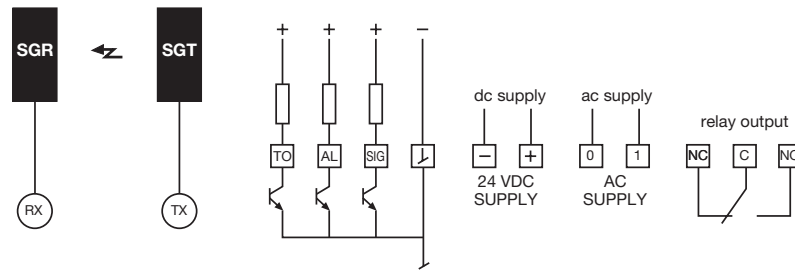 SGR
SGT
RX
TX
+ + + −
TO
AL
SIG
dc supply
− +
24 VDC
SUPPLY
ac supply
0 1
AC
SUPPLY
relay output
NC C NO